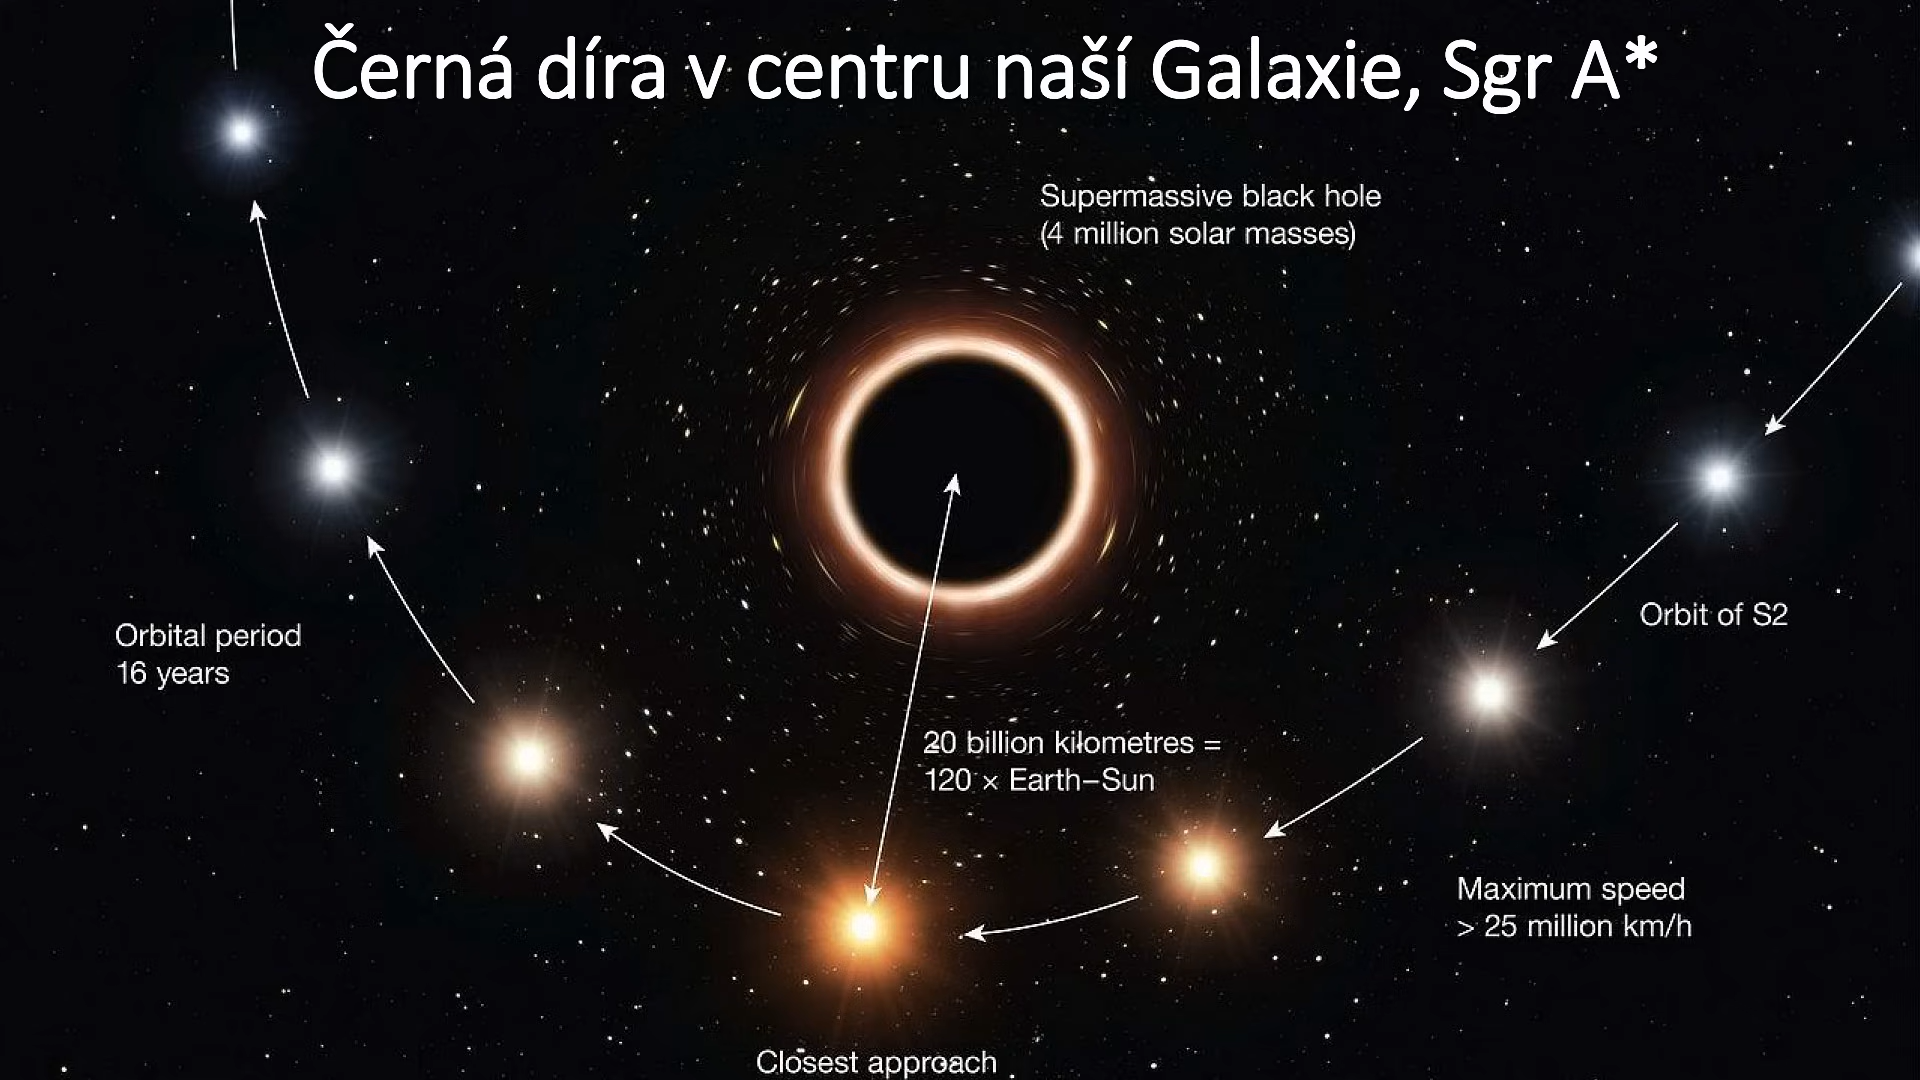 Černá díra v centru naší Galaxie, Sgr A*
Supermassive black hole
(4 million solar masses)
Orbit of S2
Orbital period
16 years
20 billion kilometres =
120 × Earth–Sun
Maximum speed
> 25 million km/h
Closest approach